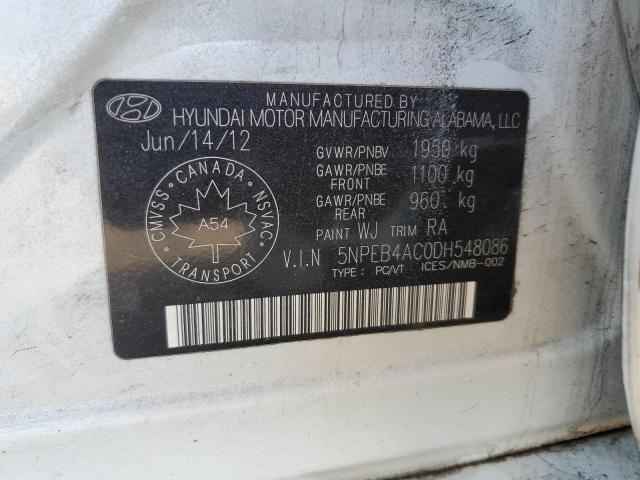 MANUFACTURED BY
HYUNDAI MOTOR MANUFACTURING ALABAMA, LLC
Jun/14/12
GVWR/PNBV 1950 kg
GAWR/PNBE FRONT 1100 kg
GAWR/PNBE REAR 960 kg
PAINT WJ TRIM RA
V.I.N 5NPEB4AC0DH548086
TYPE : PC/VT ICES/NMB-002
CANADA
CMVSS
NSVAC
A54
TRANSPORT